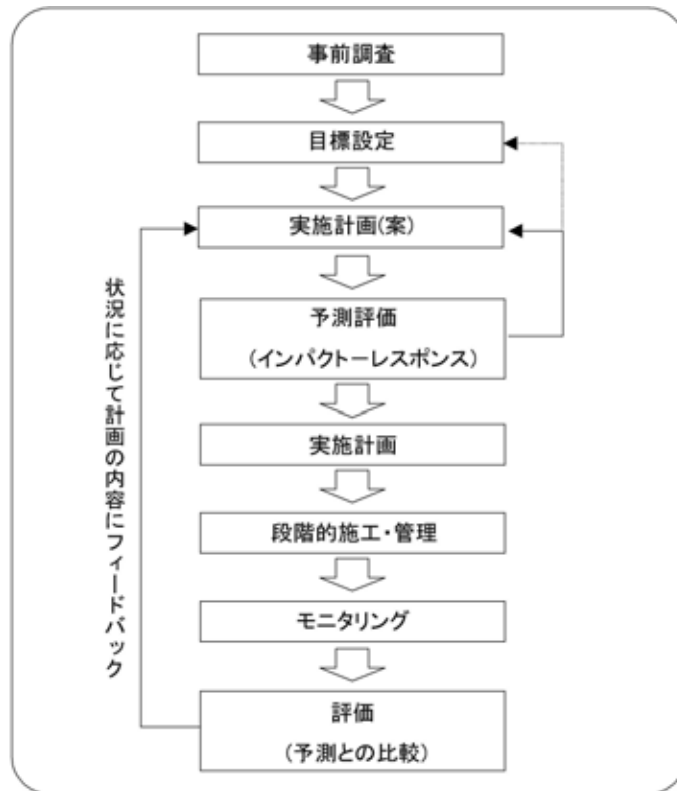 事前調査
目標設定
実施計画(案)
予測評価
(インパクトーレスポンス)
実施計画
段階的施工・管理
モニタリング
評価
(予測との比較)
状況に応じて計画の内容にフィードバック